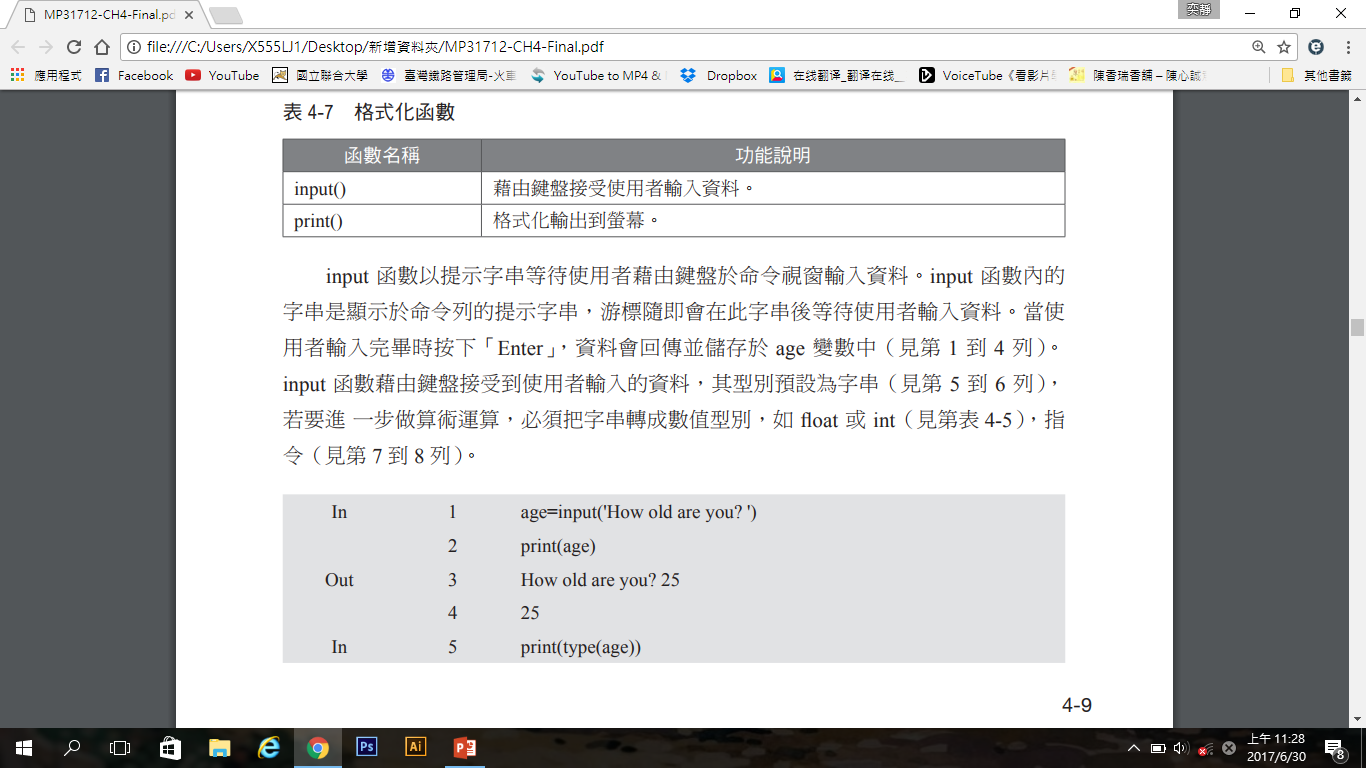 MP31712-CH4-Final.pd
奕靜
file:///C:/Users/X555LJ1/Desktop/新增資料夾/MP31712-CH4-Final.pdf
應用程式 Facebook YouTube 國立聯合大學 臺灣鐵路管理局-火車 YouTube to MP4 & Dropbox 在线翻译_翻译在线_ VoiceTube《看影片 陳香瑞香舖 – 陳心誠 其他書籤
表 4-7 格式化函數
函數名稱 功能說明
input() 藉由鍵盤接受使用者輸入資料。
print() 格式化輸出到螢幕。
input 函數以提示字串等待使用者藉由鍵盤於命令視窗輸入資料。input 函數內的
字串是顯示於命令列的提示字串，游標隨即會在此字串後等待使用者輸入資料。當使
用者輸入完畢時按下「Enter」，資料會回傳並儲存於 age 變數中（見第 1 到 4 列）。
input 函數藉由鍵盤接受到使用者輸入的資料，其型別預設為字串（見第 5 到 6 列），
若要進 一步做算術運算，必須把字串轉成數值型別，如 float 或 int（見第表 4-5），指
令（見第 7 到 8 列）。
In 1 age=input('How old are you? ')
2 print(age)
Out 3 How old are you? 25
4 25
In 5 print(type(age))
4-9
Ps Ai
上午 11:28
2017/6/30
8